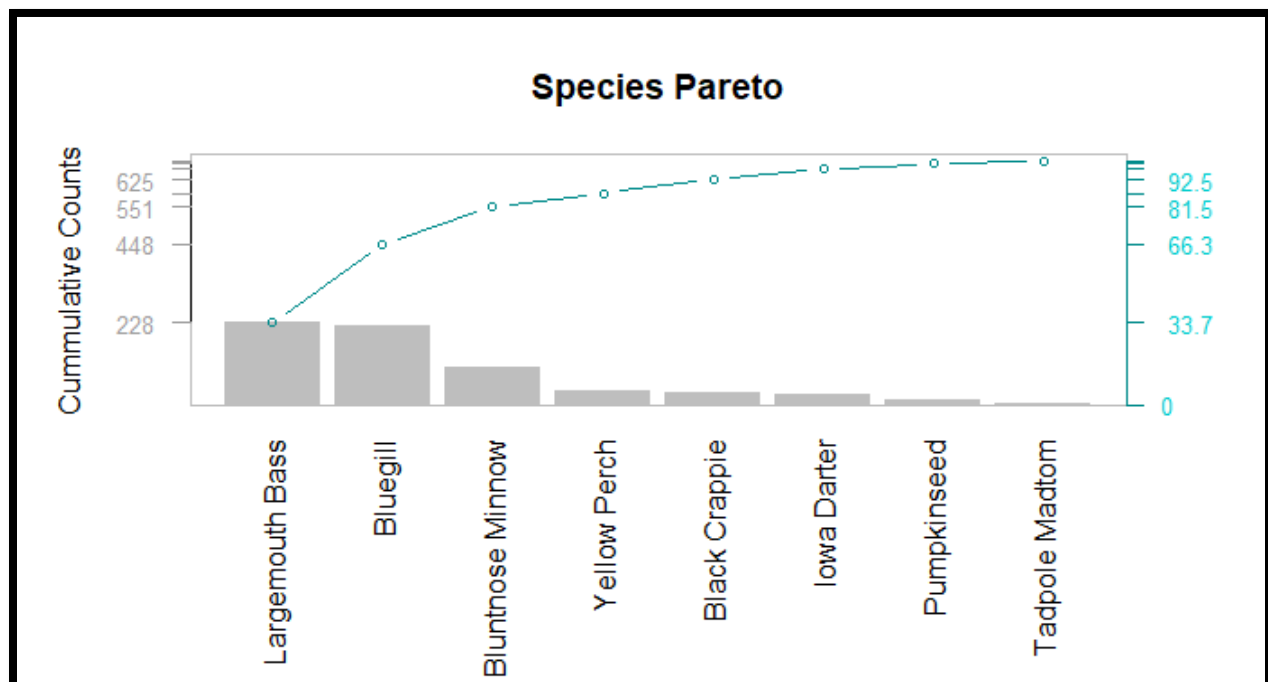 Species Pareto
Cummulative Counts
625
551
448
228
92.5
81.5
66.3
33.7
0
Largemouth Bass
Bluegill
Bluntnose Minnow
Yellow Perch
Black Crappie
Iowa Darter
Pumpkinseed
Tadpole Madtom